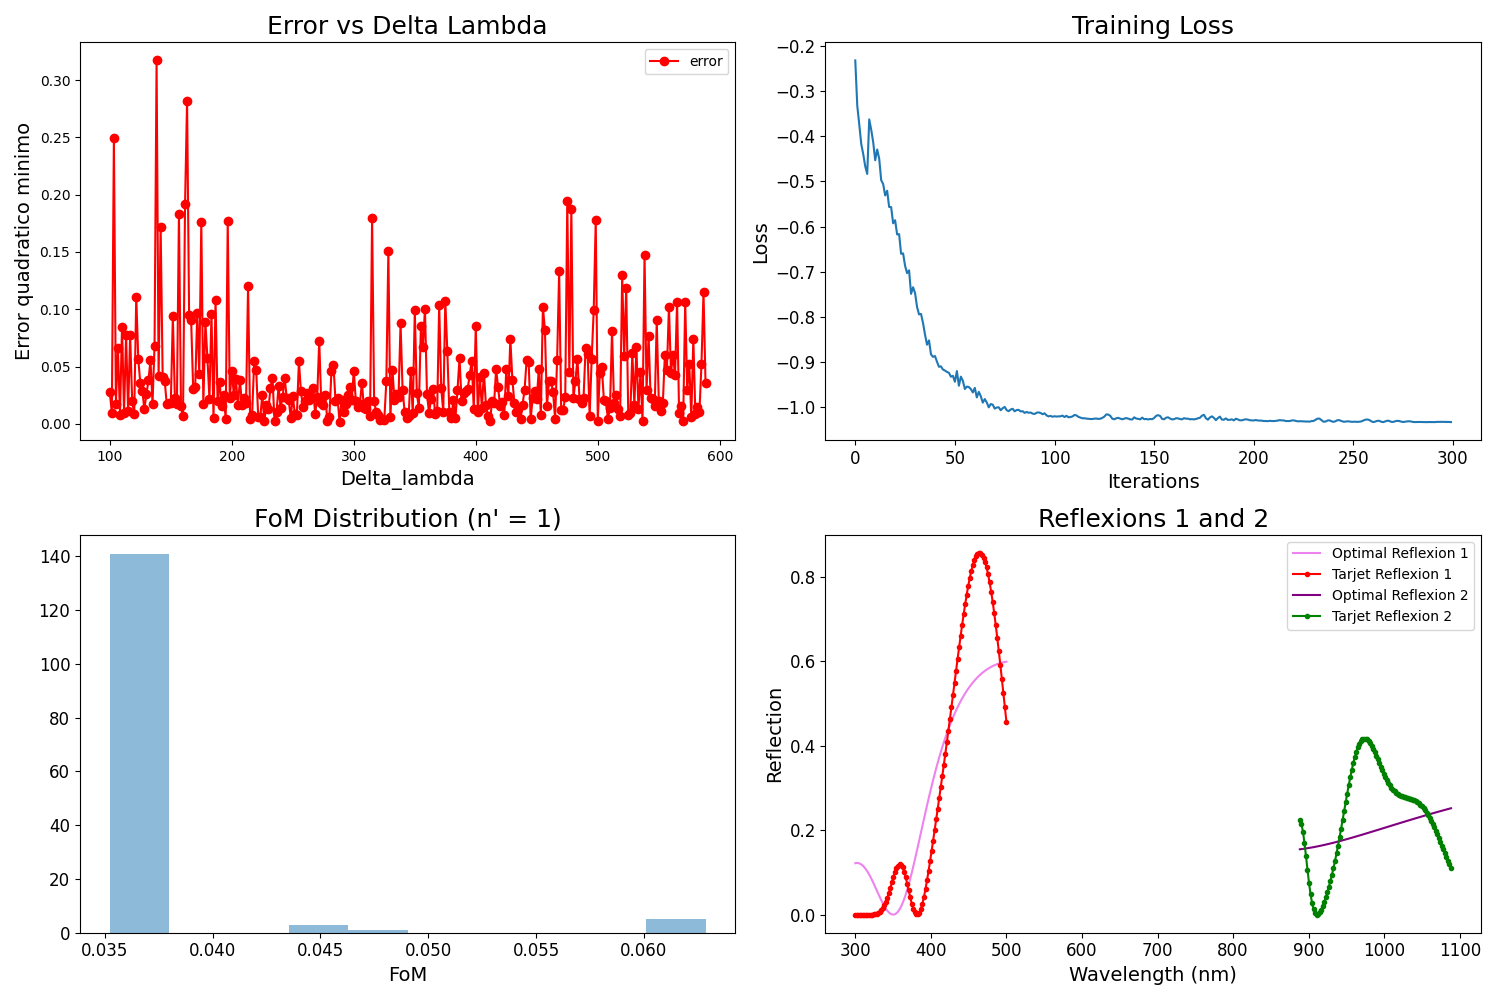 Error vs Delta Lambda
error
Error quadratico minimo
0.30
0.25
0.20
0.15
0.10
0.05
0.00
100 200 300 400 500 600
Delta_lambda
Training Loss
Loss
−0.2
−0.3
−0.4
−0.5
−0.6
−0.7
−0.8
−0.9
−1.0
0 50 100 150 200 250 300
Iterations
FoM Distribution (n' = 1)
140
120
100
80
60
40
20
0
0.035 0.040 0.045 0.050 0.055 0.060
FoM
Reflexions 1 and 2
Optimal Reflexion 1
Tarjet Reflexion 1
Optimal Reflexion 2
Tarjet Reflexion 2
Reflection
0.8
0.6
0.4
0.2
0.0
300 400 500 600 700 800 900 1000 1100
Wavelength (nm)